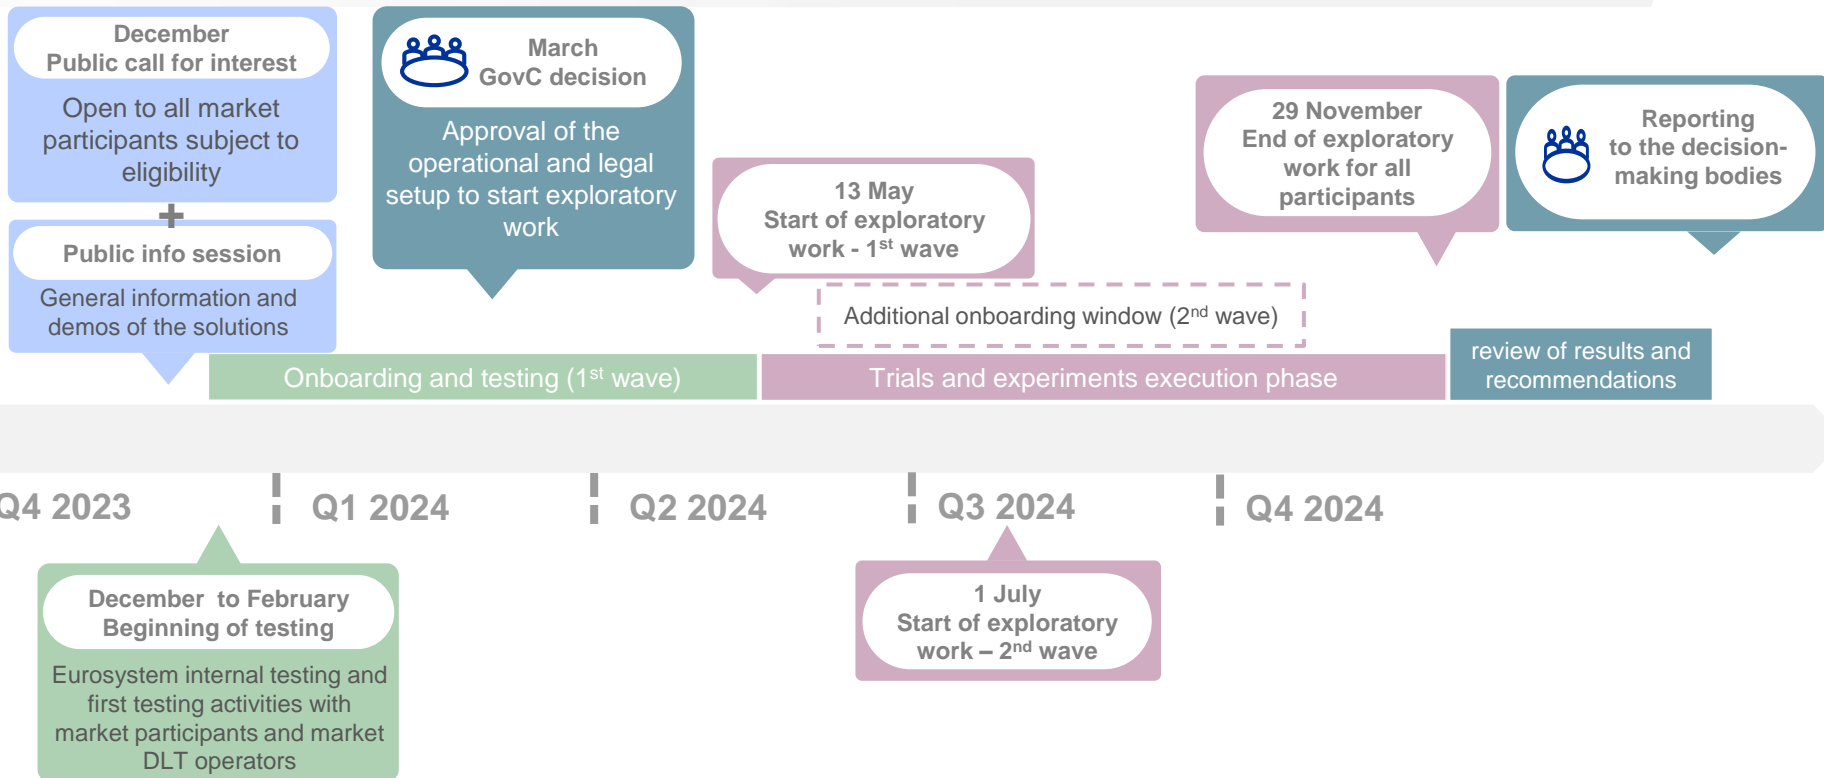 December
Public call for interest
Open to all market
participants subject to
eligibility
+
Public info session
General information and
demos of the solutions
March
GovC decision
Approval of the
operational and legal
setup to start exploratory
work
13 May
Start of exploratory
work - 1st wave
29 November
End of exploratory
work for all
participants
Reporting
to the decision-
making bodies
Additional onboarding window (2nd wave)
Onboarding and testing (1st wave)
Trials and experiments execution phase
review of results and
recommendations
Q4 2023
Q1 2024
Q2 2024
Q3 2024
Q4 2024
December to February
Beginning of testing
Eurosystem internal testing and
first testing activities with
market participants and market
DLT operators
1 July
Start of exploratory
work – 2nd wave